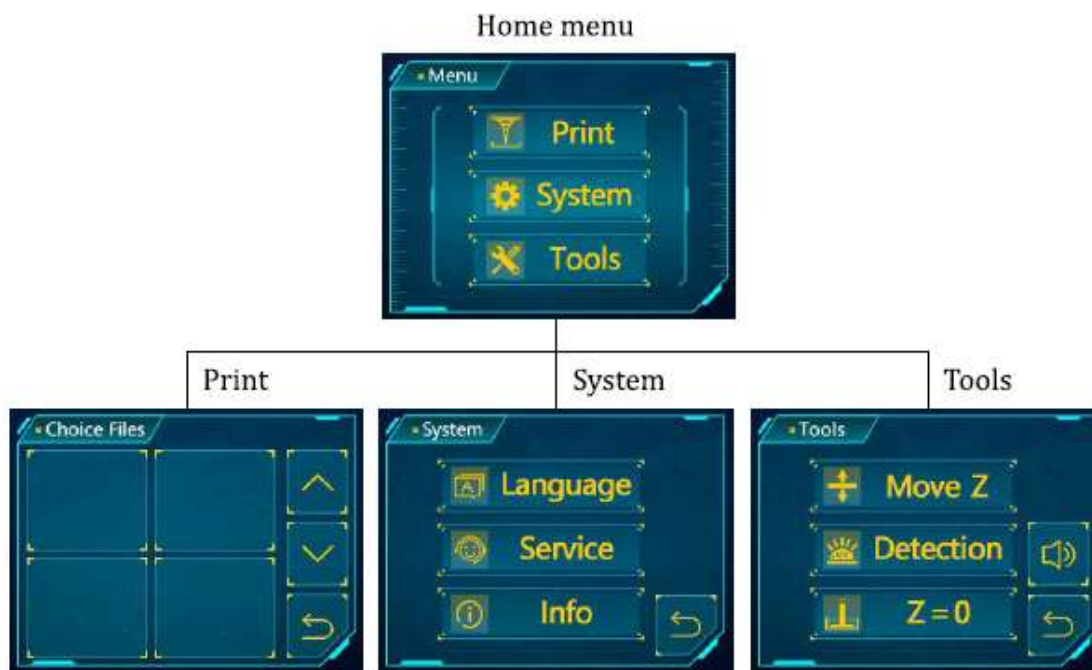 Home menu
Menu
Print
System
Tools
Print
System
Tools
Choice Files
System
Language
Service
Info
Tools
Move Z
Detection
Z=0